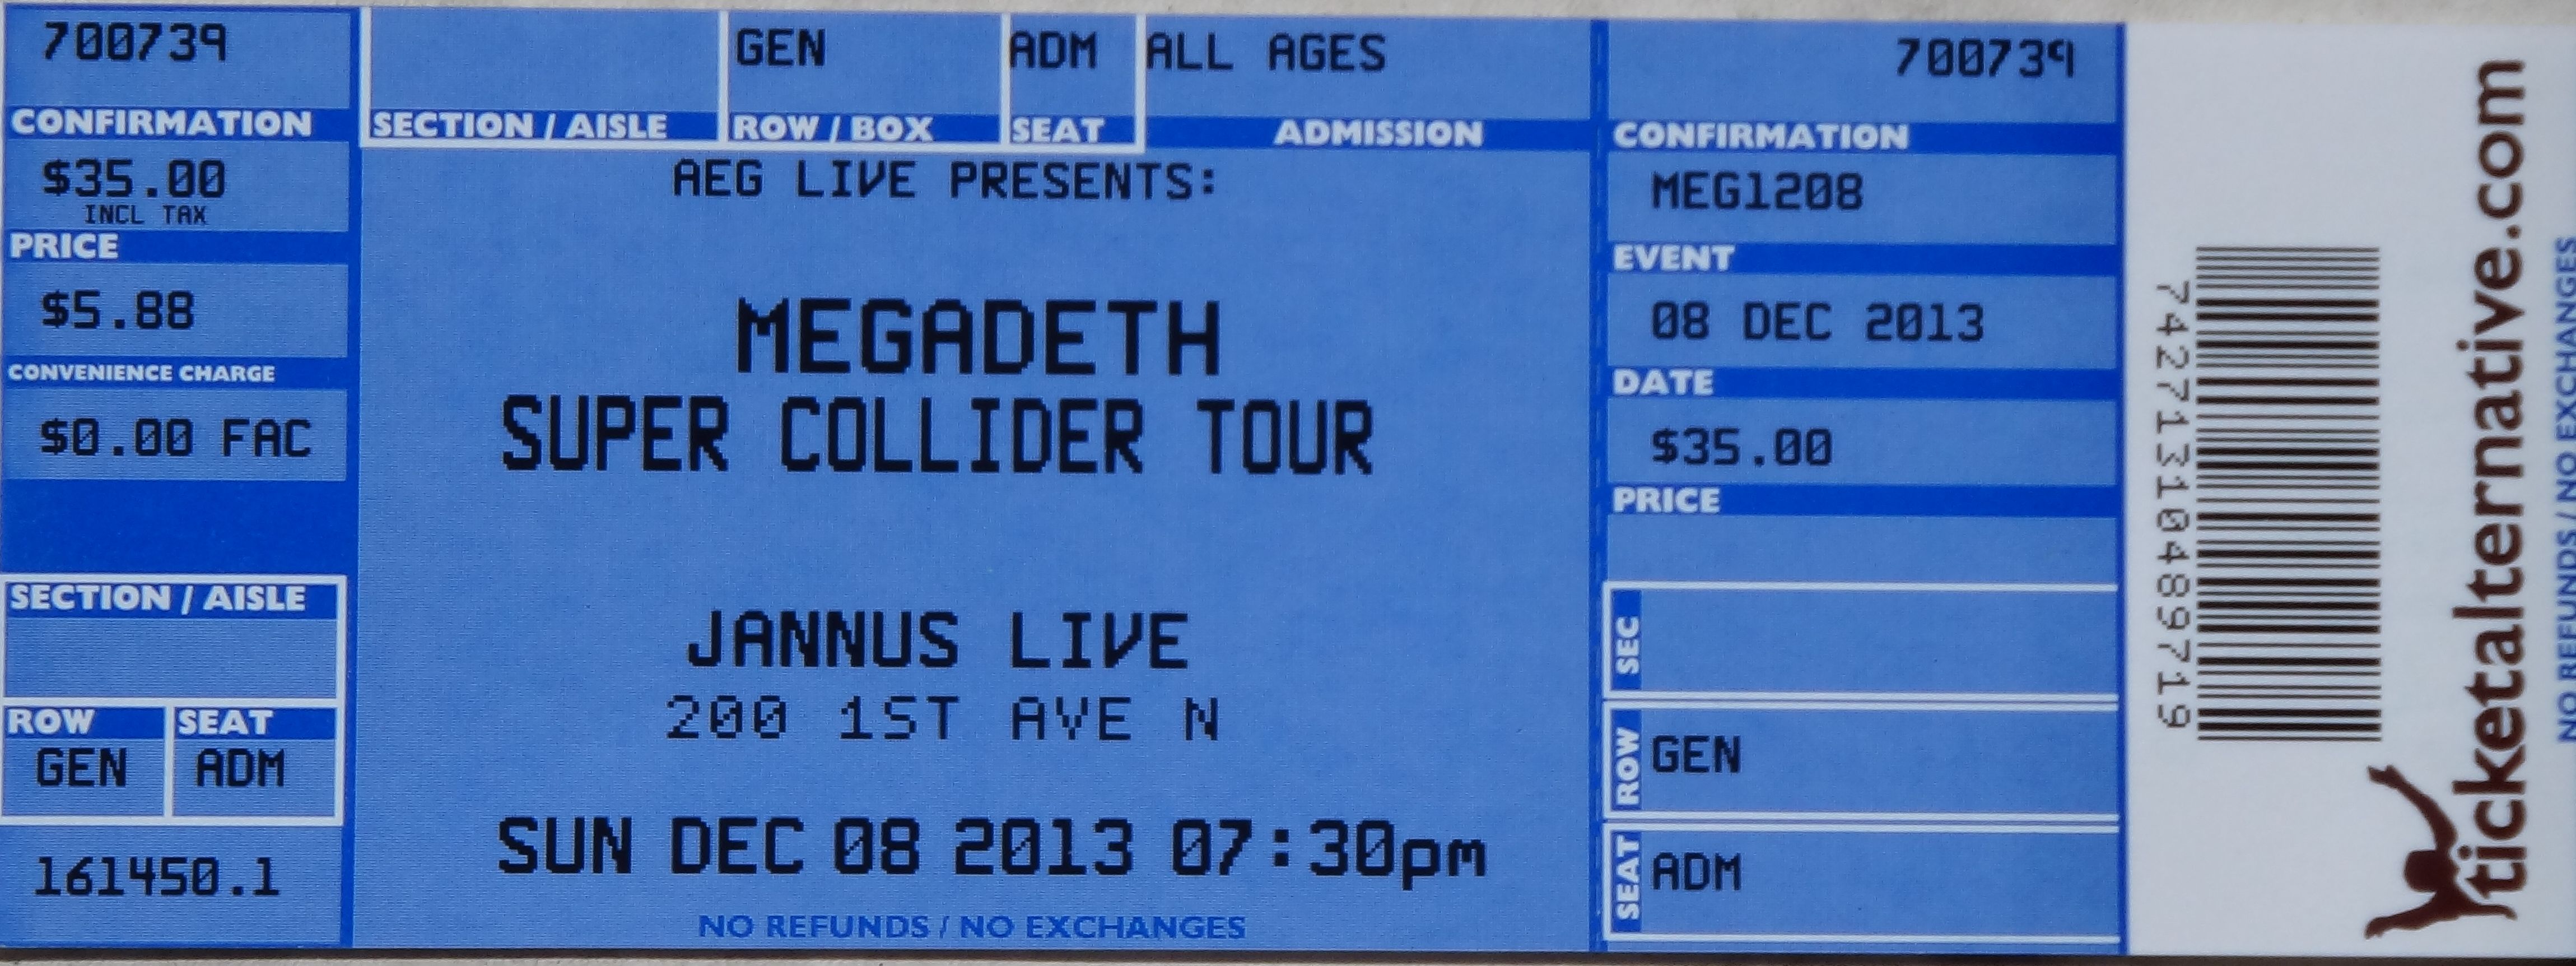 700739
CONFIRMATION
$35.00
INCL TAX
PRICE
$5.88
CONVENIENCE CHARGE
$0.00 FAC
SECTION / AISLE
ROW SEAT
GEN ADM
161450.1
GEN ADM ALL AGES
SECTION / AISLE ROW / BOX SEAT ADMISSION
AEG LIVE PRESENTS:
MEGADETH
SUPER COLLIDER TOUR
JANNUS LIVE
200 1ST AVE N
SUN DEC 08 2013 07:30pm
NO REFUNDS / NO EXCHANGES
700739
CONFIRMATION
MEG1208
EVENT
08 DEC 2013
DATE
$35.00
PRICE
SEC
ROW GEN
SEAT ADM
74271310489719
ticketalternative.com
NO REFUNDS / NO EXCHANGES